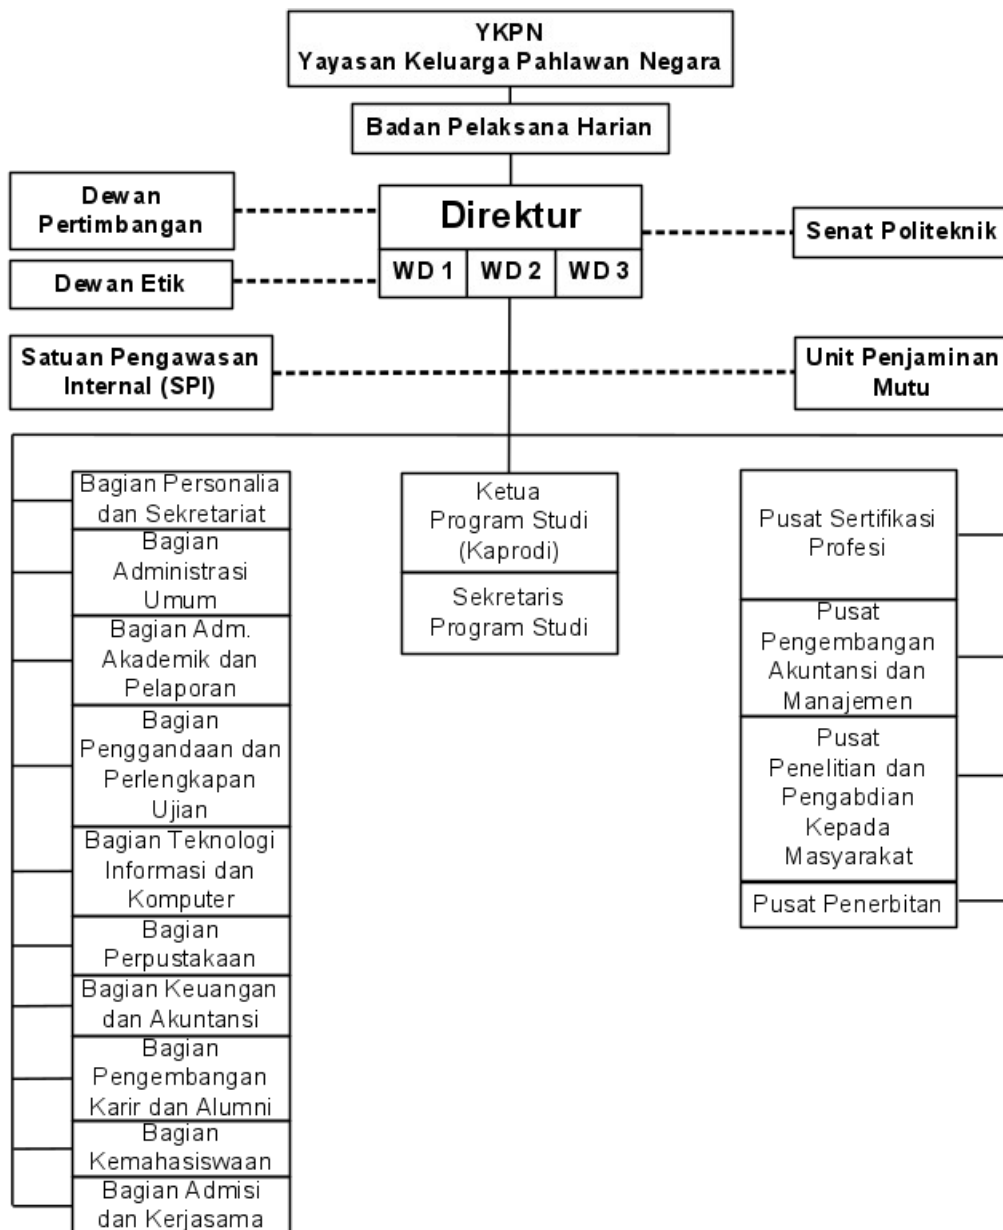 YKPN
Yayasan Keluarga Pahlawan Negara
Badan Pelaksana Harian
Dewan
Pertimbangan
Direktur
Senat Politeknik
WD 1 WD 2 WD 3
Dewan Etik
Satuan Pengawasan
Internal (SPI)
Unit Penjaminan
Mutu
Bagian Personalia
dan Sekretariat
Bagian
Administrasi
Umum
Bagian Adm.
Akademik dan
Pelaporan
Bagian
Penggandaan dan
Perlengkapan
Ujian
Bagian Teknologi
Informasi dan
Komputer
Bagian
Perpustakaan
Bagian Keuangan
dan Akuntansi
Bagian
Pengembangan
Karir dan Alumni
Bagian
Kemahasiswaan
Bagian Admisi
dan Kerjasama
Ketua
Program Studi
(Kaprodi)
Sekretaris
Program Studi
Pusat Sertifikasi
Profesi
Pusat
Pengembangan
Akuntansi dan
Manajemen
Pusat
Penelitian dan
Pengabdian
Kepada
Masyarakat
Pusat Penerbitan